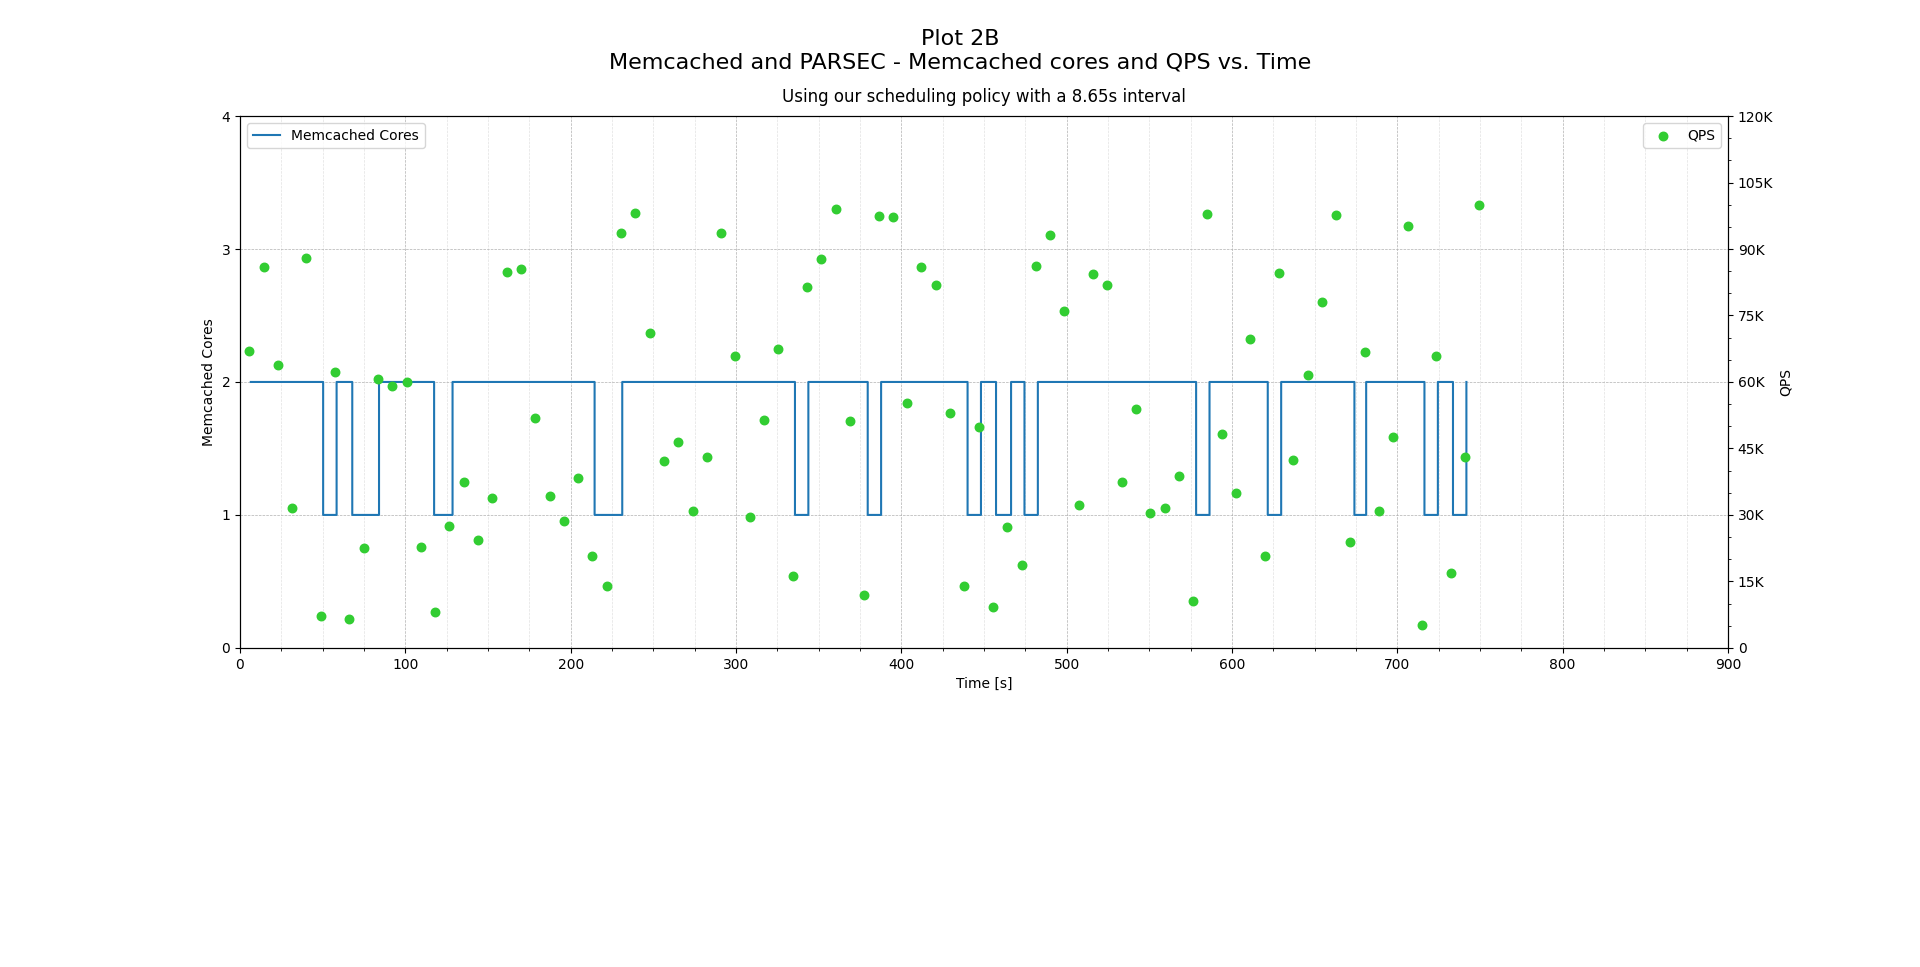 Plot 2B
Memcached and PARSEC - Memcached cores and QPS vs. Time
Using our scheduling policy with a 8.65s interval
Memcached Cores
QPS
4
3
2
1
0
Memcached Cores
120K
105K
90K
75K
60K
45K
30K
15K
0
QPS
0 100 200 300 400 500 600 700 800 900
Time [s]